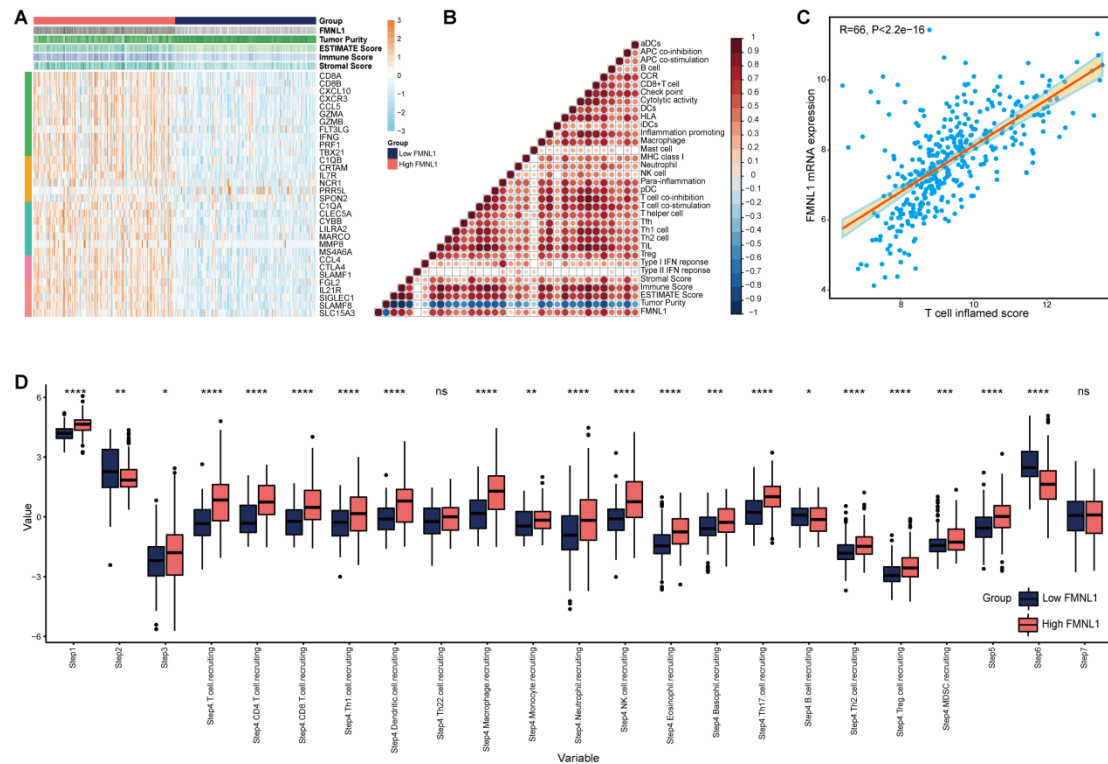 A
Group
FMNL1
Tumor Purity
ESTIMATE Score
Immune Score
Stromal Score
CD8A
CD8B
CXCL10
CXCR3
CCL5
GZMA
GZMB
FLT3LG
IFNG
PRF1
TBX21
C1QB
CRTAM
IL7R
NCR1
PRR5L
SPON2
C1QA
CLEC5A
CYBB
LILRA2
MARCO
MMP8
MS4A6A
CCL4
CTLA4
SLAMF1
FGL2
IL21R
SIGLEC1
SLAMF8
SLC15A3
3
2
1
0
−1
−2
−3
Group
Low FMNL1
High FMNL1
B
aDCs
APC co-inhibition
APC co-stimulation
B cell
CCR
CD8+T cell
Check point
Cytolytic activity
DCs
HLA
iDCs
Inflammation promoting
Macrophage
Mast cell
MHC class I
Neutrophil
NK cell
Para-inflammation
pDC
T cell co-inhibition
T cell co-stimulation
T helper cell
Tfh
Th1 cell
Th2 cell
TIL
Treg
Type I IFN reponse
Type II IFN reponse
Stromal Score
Immune Score
ESTIMATE Score
Tumor Purity
FMNL1
1
0.9
0.8
0.7
0.6
0.5
0.4
0.3
0.2
0.1
0
−0.1
−0.2
−0.3
−0.4
−0.5
−0.6
−0.7
−0.8
−0.9
−1
C
R=66, P<2.2e−16
FMNL1 mRNA expression
10
8
6
4
8
10
12
T cell inflamed score
D
**** ** * **** **** **** **** **** ns **** ** **** **** **** *** **** * **** **** *** **** **** ns
6
3
0
−3
−6
Value
Group
Low FMNL1
High FMNL1
Step1
Step2
Step3
Step4.T.cell.recruiting
Step4.CD4.T.cell.recruiting
Step4.CD8.T.cell.recruiting
Step4.Th1.cell.recruiting
Step4.Dendritic.cell.recruiting
Step4.Th22.cell.recruiting
Step4.Macrophage.recruiting
Step4.Monocyte.recruiting
Step4.Neutrophil.recruiting
Step4.NK.cell.recruiting
Step4.Eosinophil.recruiting
Step4.Basophil.recruiting
Step4.Th17.cell.recruiting
Step4.B.cell.recruiting
Step4.Th2.cell.recruiting
Step4.Treg.cell.recruiting
Step4.MDSC.recruiting
Step5
Step6
Step7
Variable